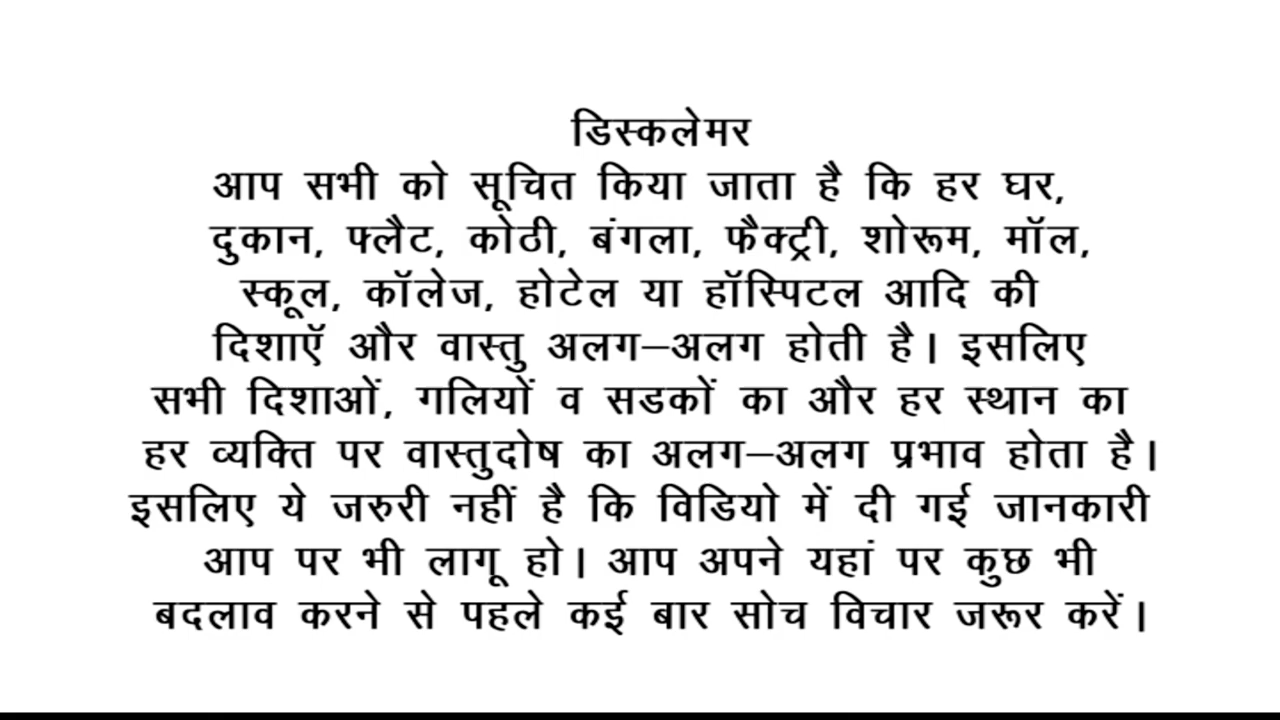 डिस्कलेमर
आप सभी को सूचित किया जाता है कि हर घर,
दुकान, फ्लैट, कोठी, बंगला, फैक्ट्री, शोरूम, मॉल,
स्कूल, कॉलेज, होटेल या हॉस्पिटल आदि की
दिशाऍ और वास्तु अलग–अलग होती है। इसलिए
सभी दिशाओं, गलियों व सडकों का और हर स्थान का
हर व्यक्ति पर वास्तुदोष का अलग–अलग प्रभाव होता है।
इसलिए ये जरुरी नहीं है कि विडियो में दी गई जानकारी
आप पर भी लागू हो। आप अपने यहां पर कुछ भी
बदलाव करने से पहले कई बार सोच विचार जरूर करें।